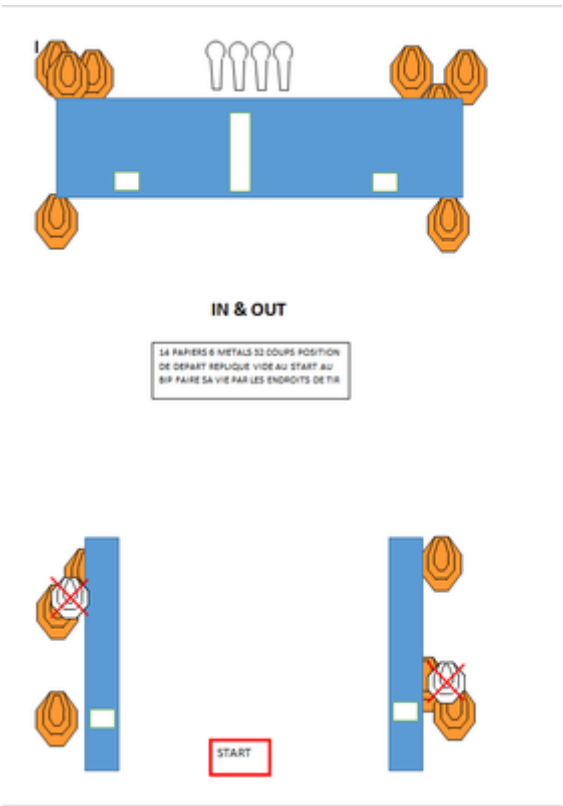 I
IN & OUT
14 PAPIERS 6 METALS 32 COUPS POSITION
DE DEPART REPLIQUE VIDE AU START AU
BIP FAIRE SA VIE PAR LES ENDROITS DE TIR
START